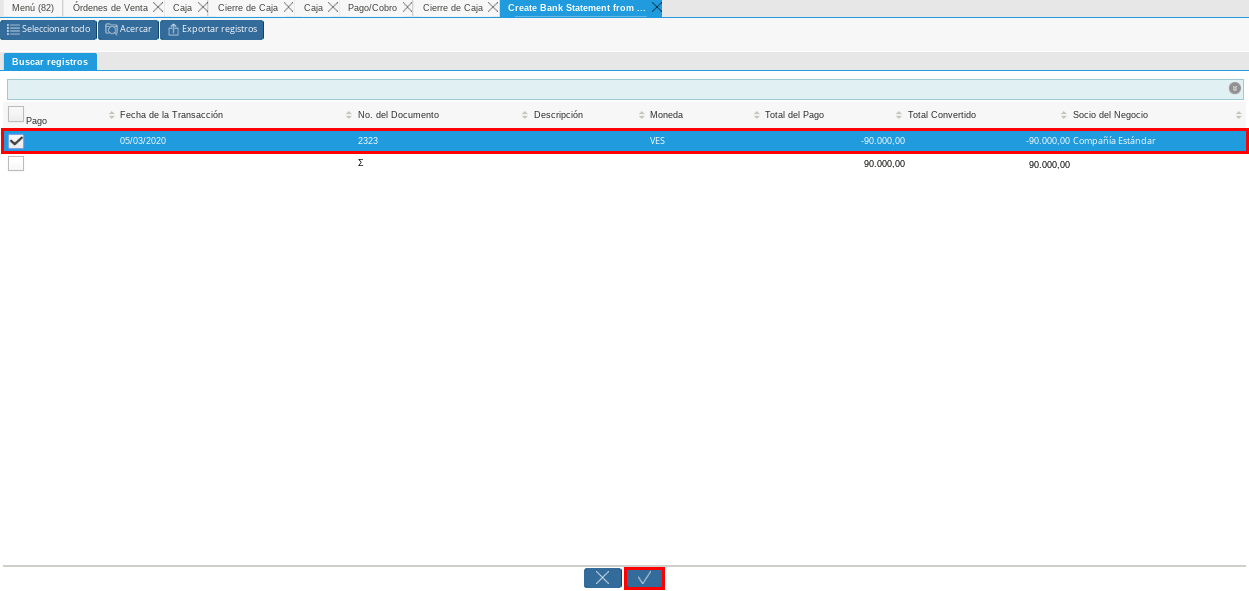 Menú (82) Órdenes de Venta Caja Cierre de Caja Caja Pago/Cobro Cierre de Caja Create Bank Statement from ...
Seleccionar todo Acercar Exportar registros
Buscar registros
Pago Fecha de la Transacción No. del Documento Descripción Moneda Total del Pago Total Convertido Socio del Negocio
05/03/2020 2323 VES -90.000,00 -90.000,00 Compañía Estándar
Σ 90.000,00 90.000,00